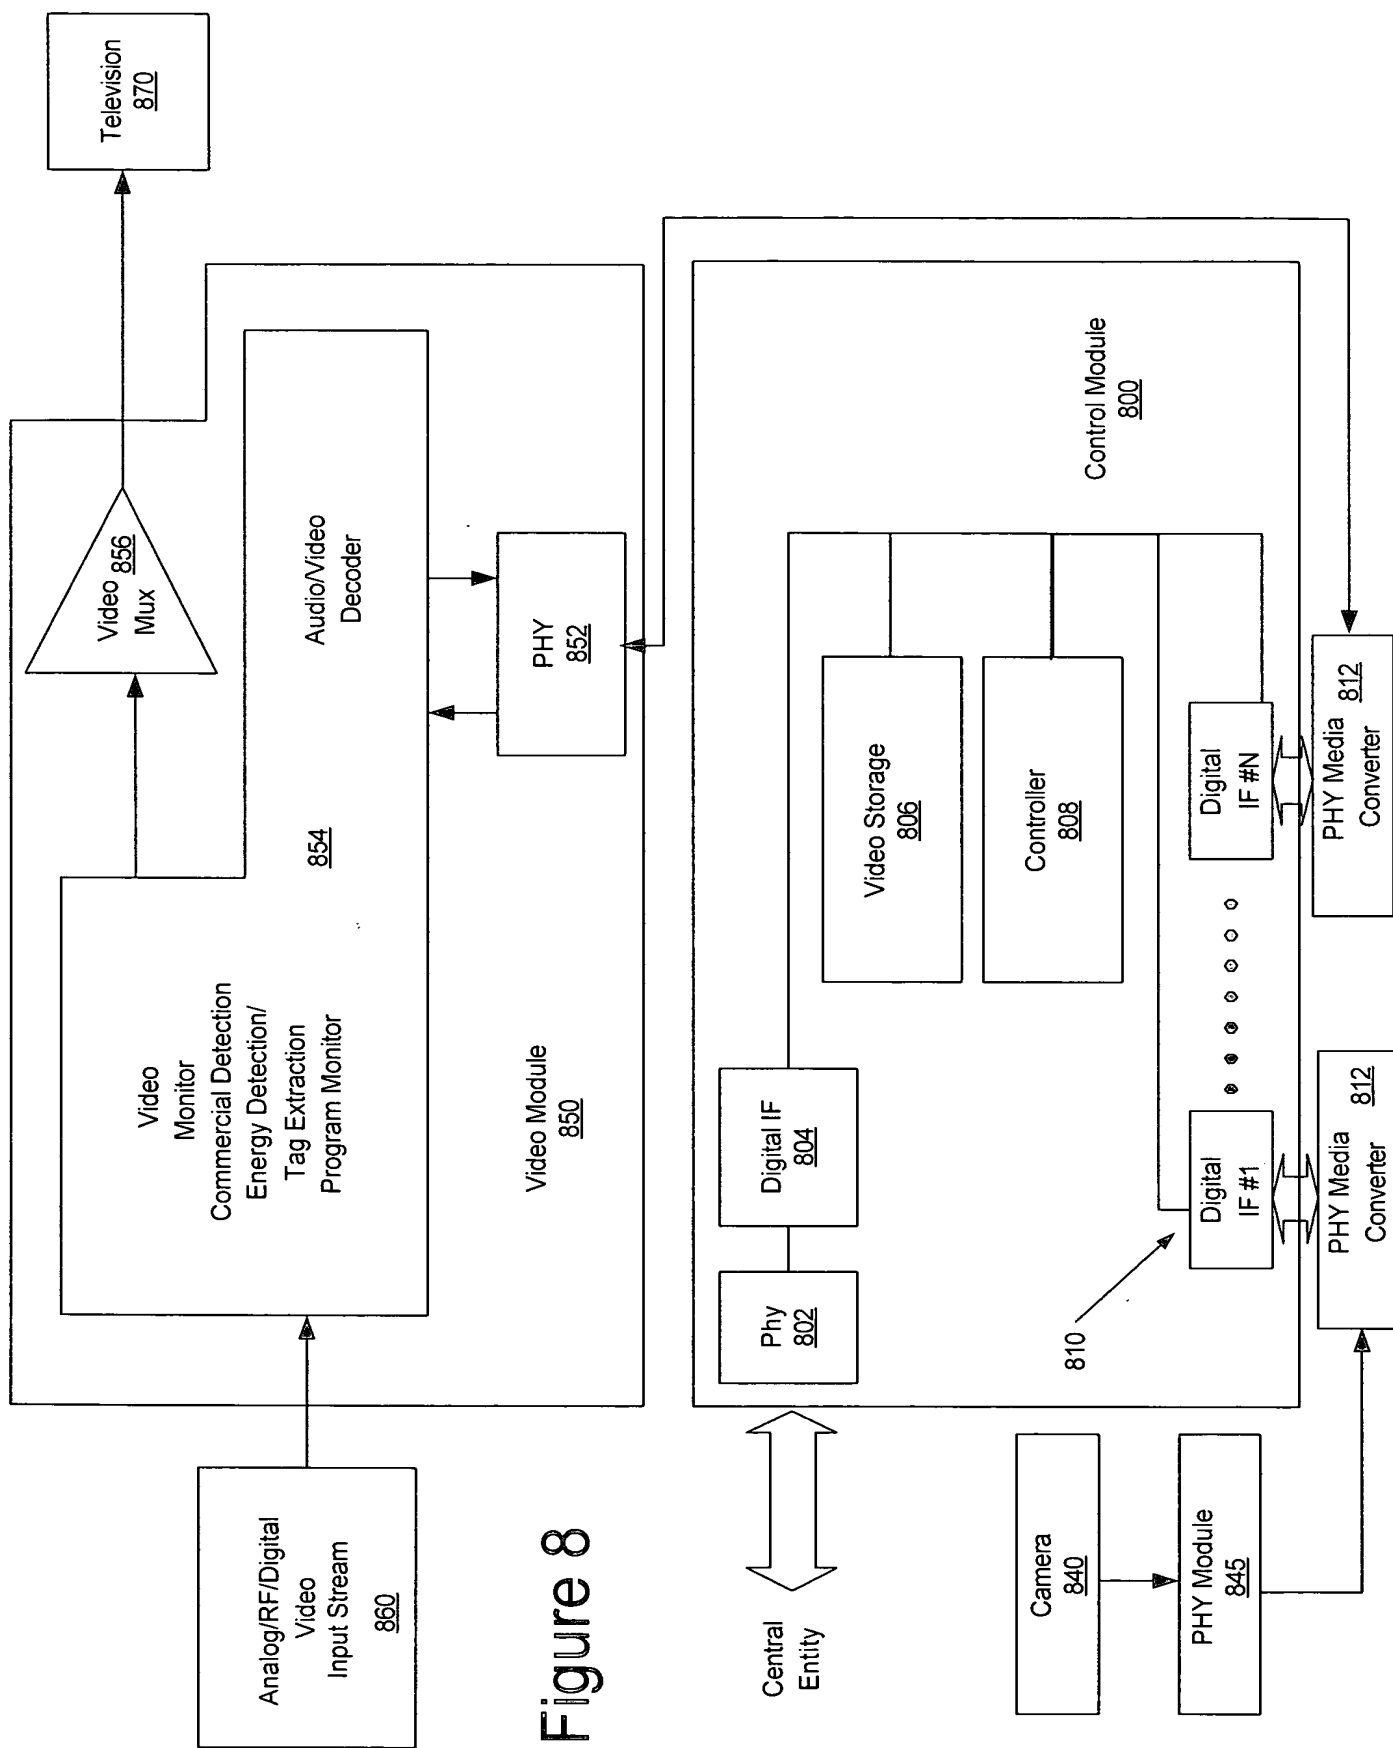 Analog/RF/Digital
Video
Input Stream
860
Video
Monitor
Commercial Detection
Energy Detection/
Tag Extraction
Program Monitor
854
Audio/Video
Decoder
Video
856
Mux
Television
870
Video Module
850
PHY
852
Figure 8
Central
Entity
Phy
802
Digital IF
804
Video Storage
806
Controller
808
Control Module
800
810
Digital
IF #1
Digital
IF #N
Camera
840
PHY Module
845
PHY Media
812
Converter
PHY Media
812
Converter